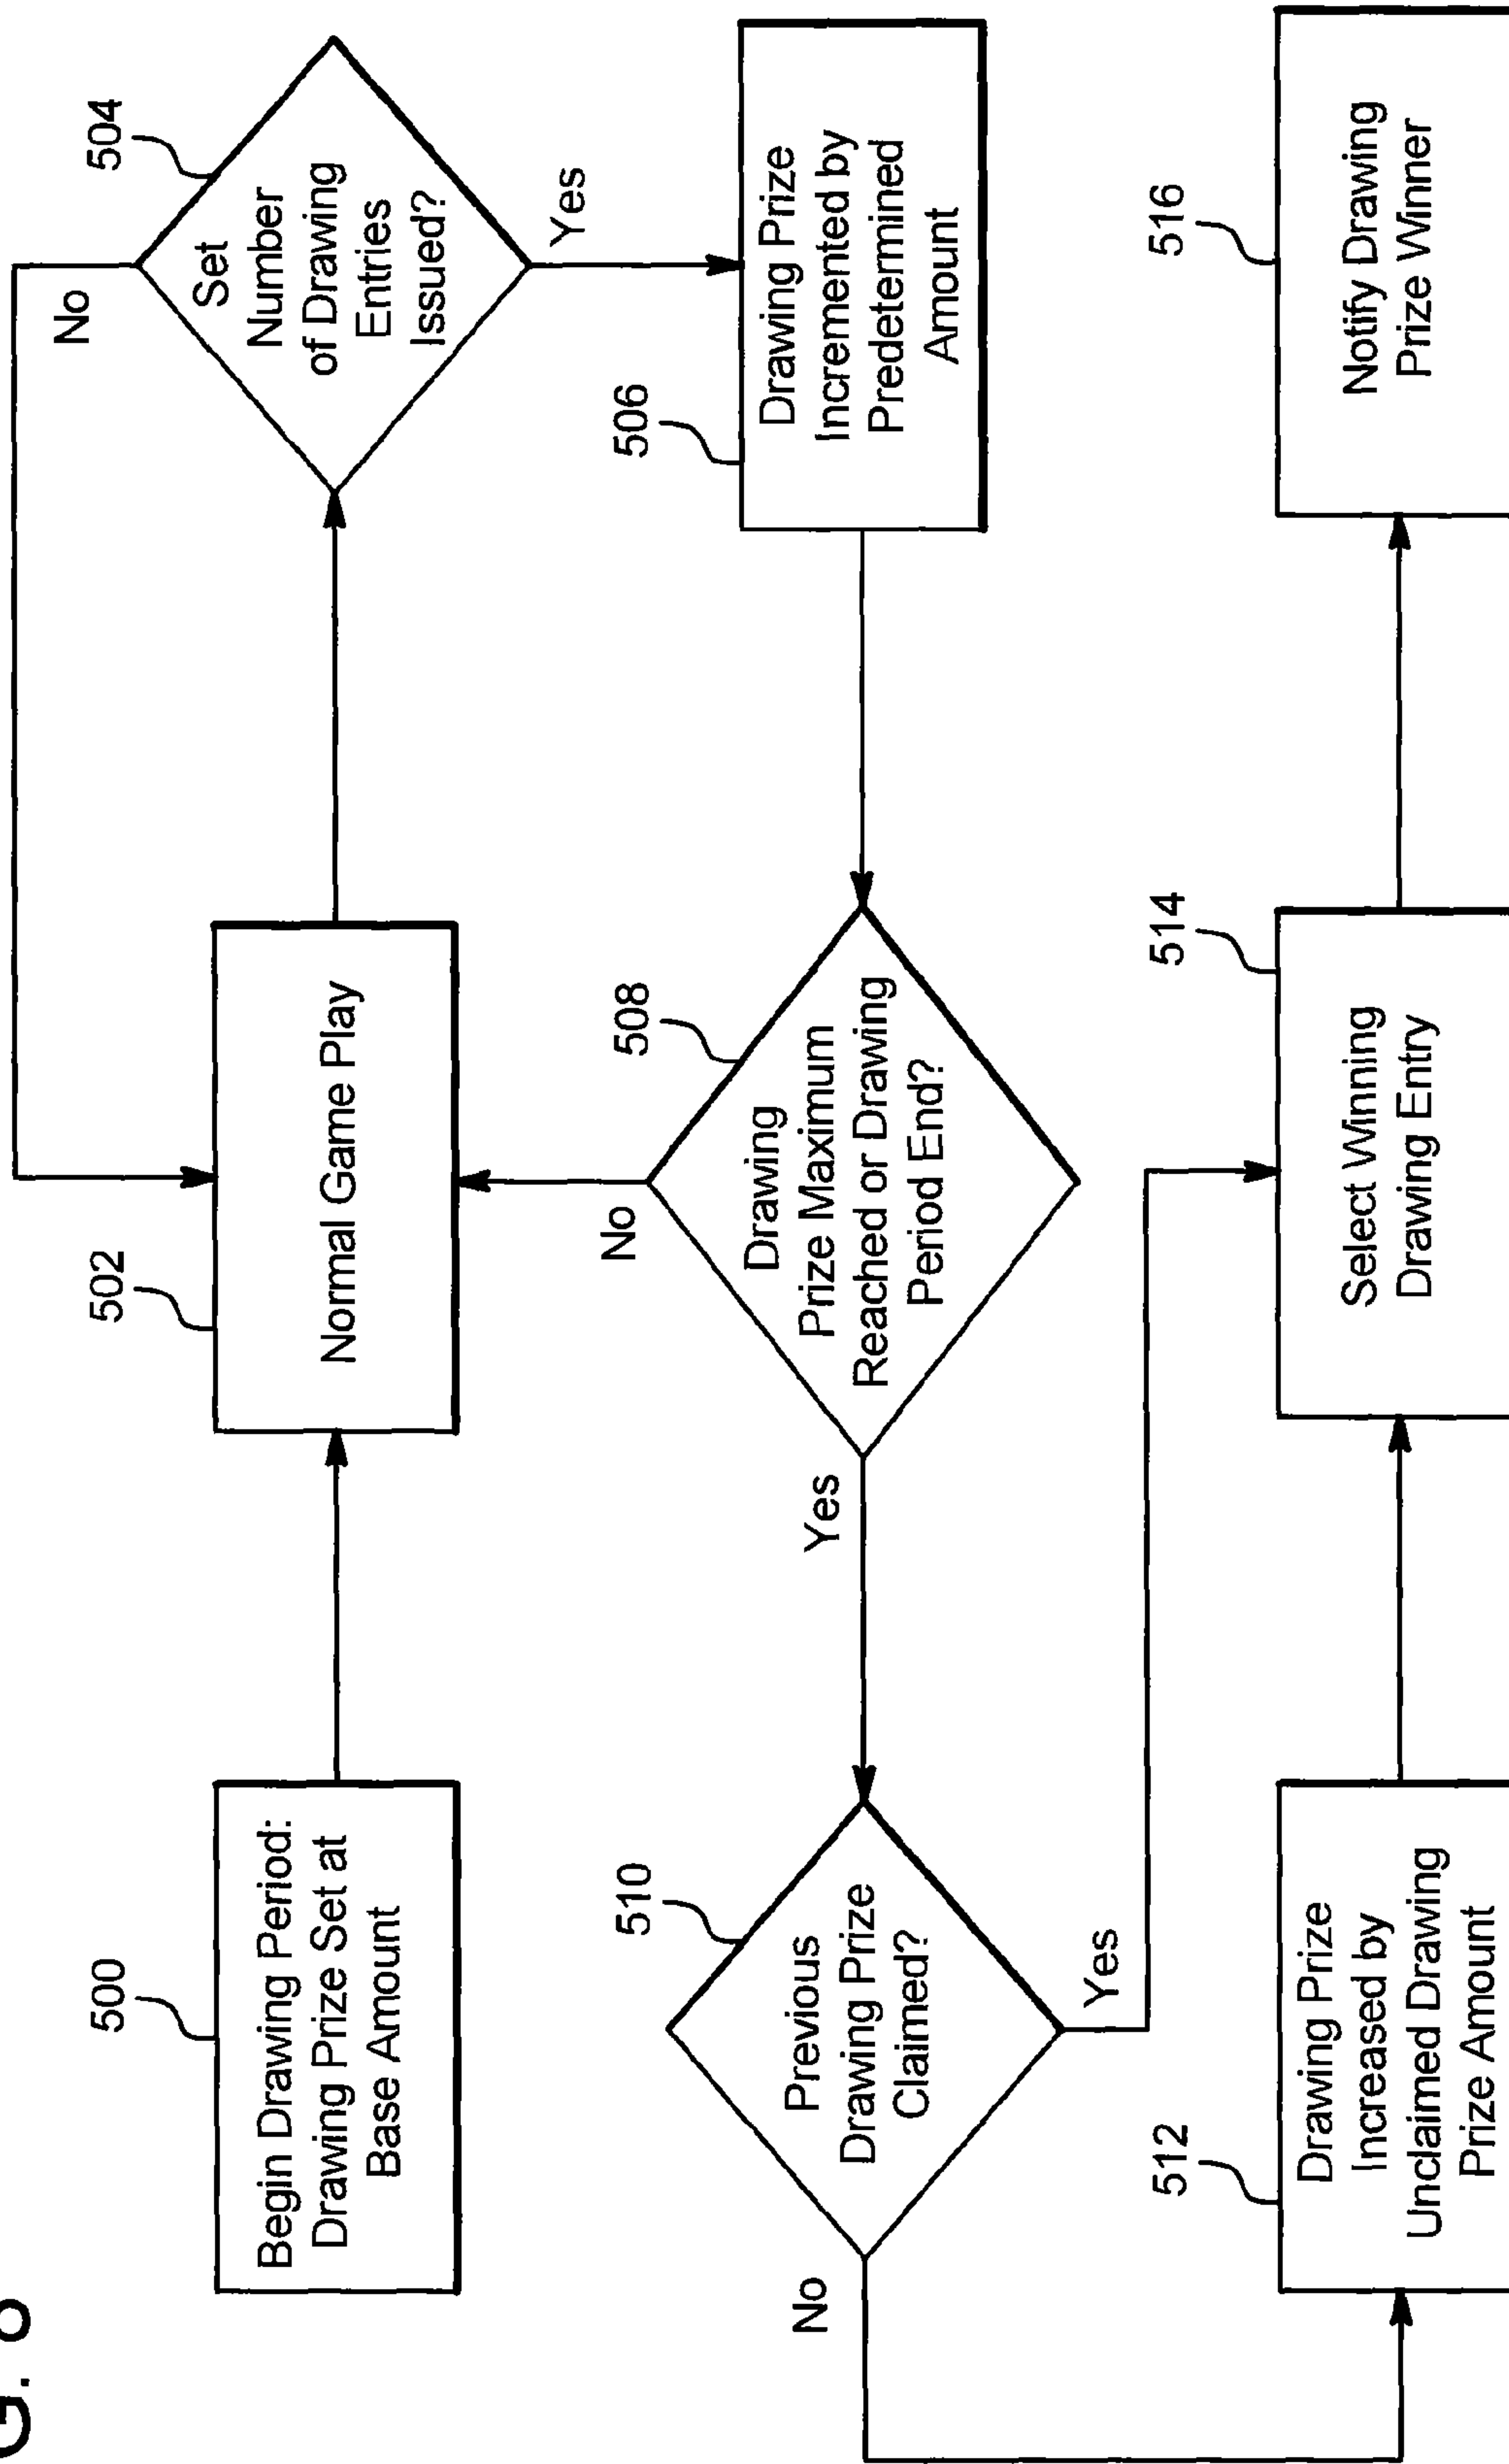 500
Begin Drawing Period:
Drawing Prize Set at
Base Amount
502
Normal Game Play
504
Set
Number
of Drawing
Entries
Issued?
No
Yes
506
Drawing Prize
Incremented by
Predetermined
Amount
508
Drawing
Prize Maximum
Reached or Drawing
Period End?
No
Yes
510
Previous
Drawing Prize
Claimed?
No
Yes
512
Drawing Prize
Increased by
Unclaimed Drawing
Prize Amount
514
Select Winning
Drawing Entry
516
Notify Drawing
Prize Winner